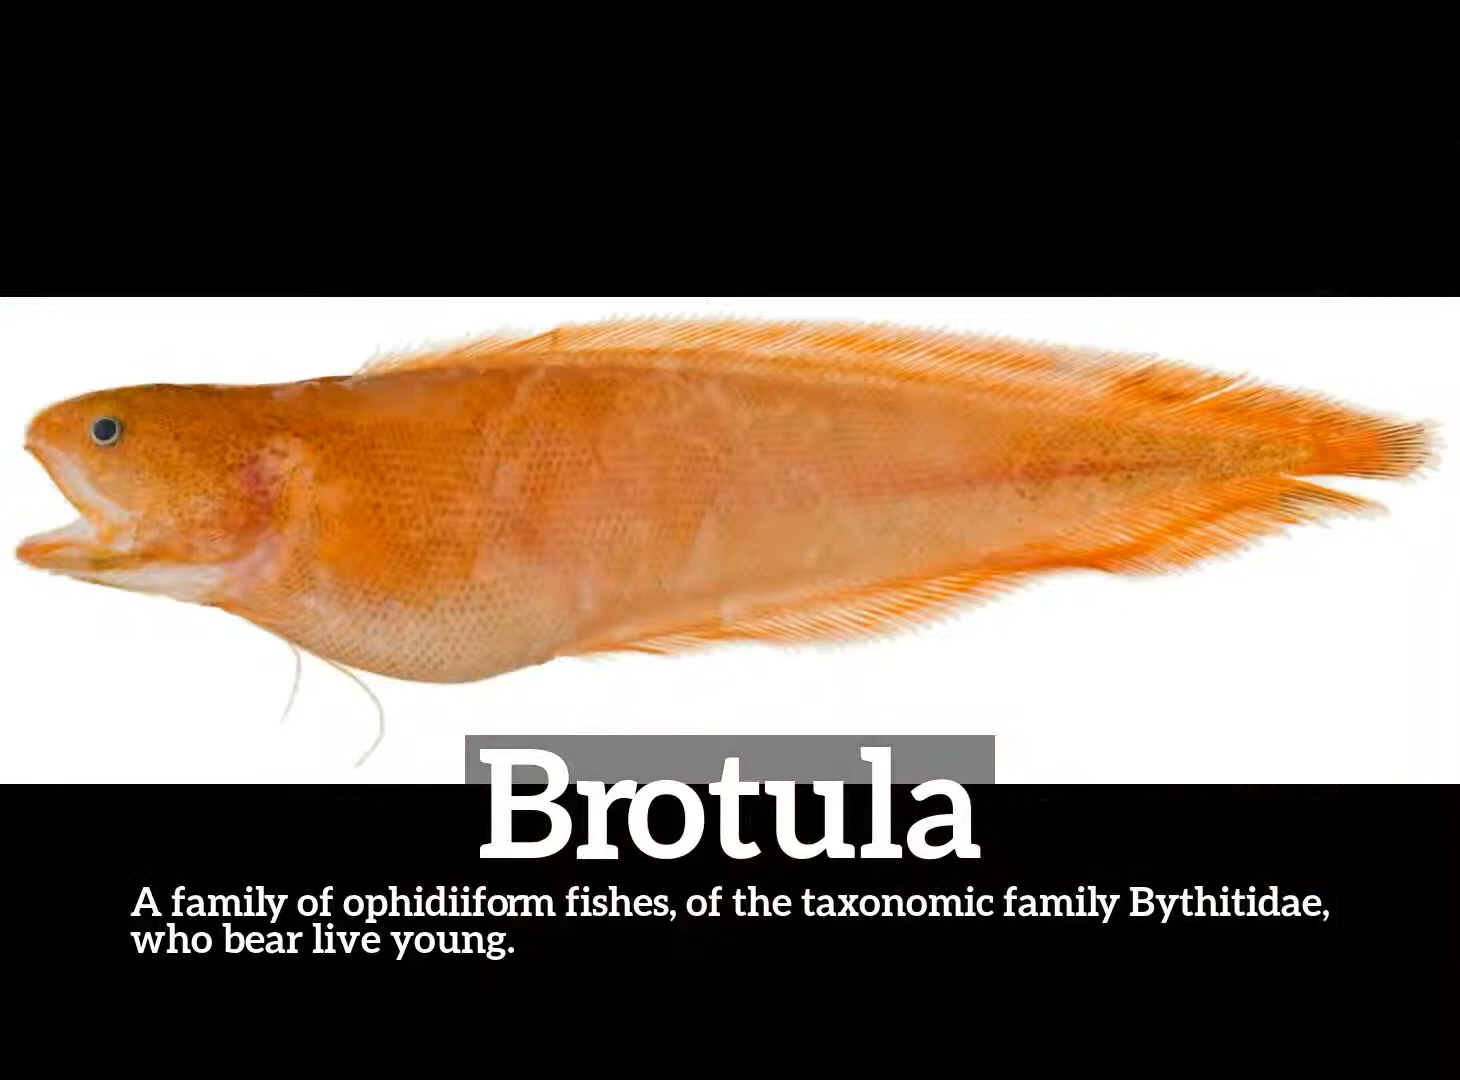 Brotula
A family of ophidiiform fishes, of the taxonomic family Bythitidae,
who bear live young.